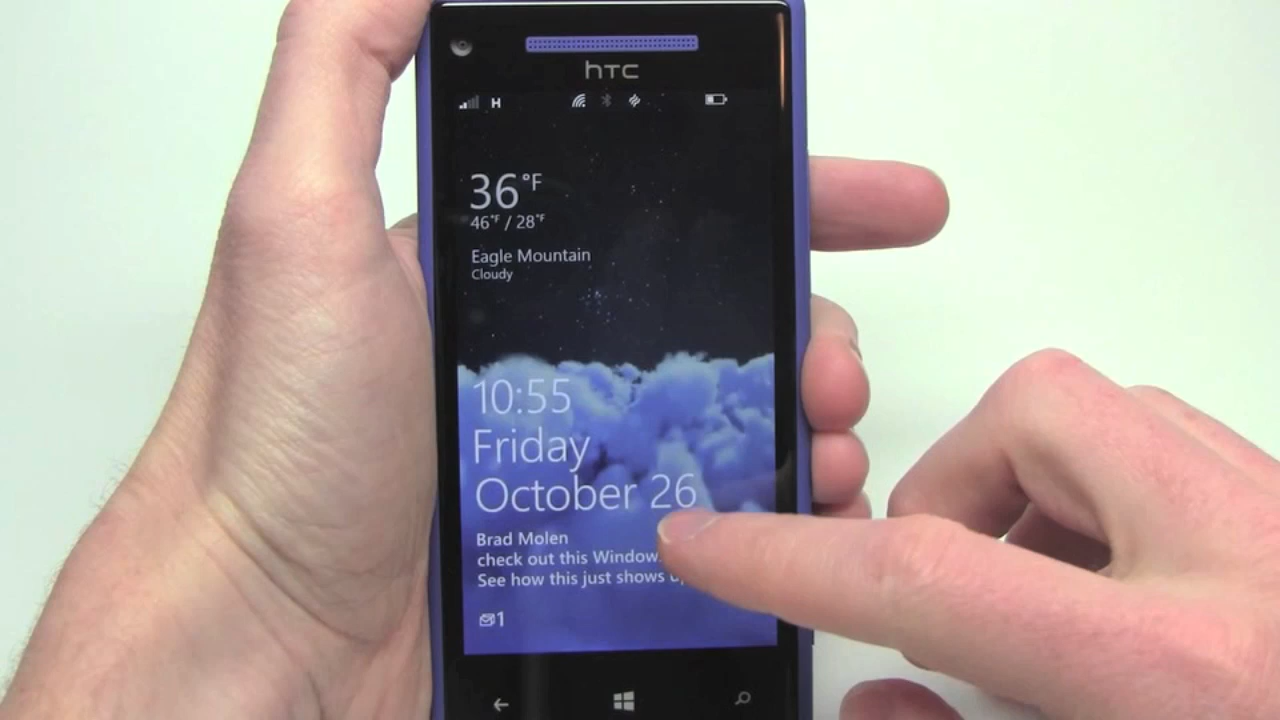 hTC
H
36°F
46°F / 28°F
Eagle Mountain
Cloudy
10:55
Friday
October 26
Brad Molen
check out this Window
See how this just shows
1